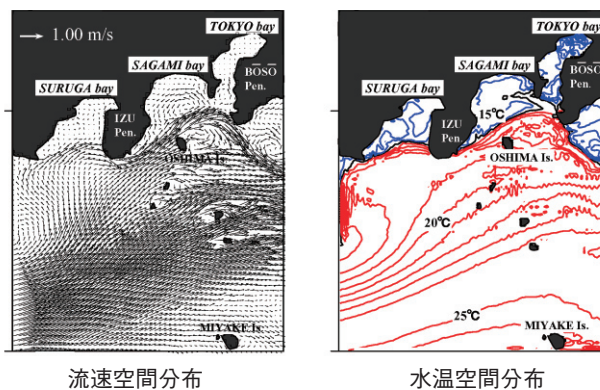 TOKYO bay
1.00 m/s
SAGAMI bay
BŌSŌ
Pen.
SURUGA bay
IZU
Pen.
OSHIMA Is.
MIYAKE Is.
流速空間分布
TOKYO bay
SAGAMI bay
BŌSŌ
Pen.
SURUGA bay
15℃
IZU
Pen.
OSHIMA Is.
20℃
25℃
MIYAKE Is.
水温空間分布